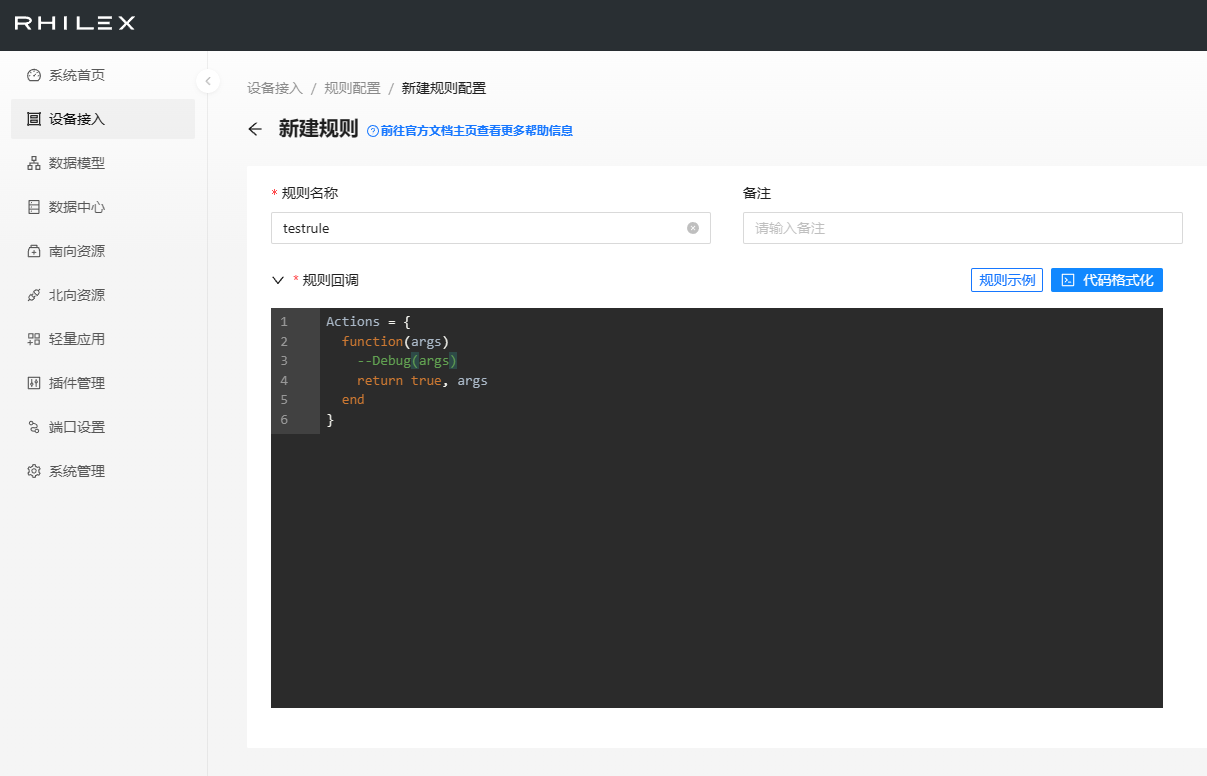 RHILEX
系统首页
设备接入
数据模型
数据中心
南向资源
北向资源
轻量应用
插件管理
端口设置
系统管理
设备接入 / 规则配置 / 新建规则配置
新建规则 前往官方文档主页查看更多帮助信息
* 规则名称
testrule
备注
请输入备注
* 规则回调
规则示例 代码格式化
1 Actions = {
2   function(args)
3     --Debug(args)
4     return true, args
5   end
6 }